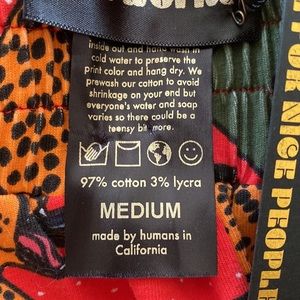 inside out and hand wash in
cold water to preserve the
print color and hang dry. We
prewash our cotton to avoid
shrinkage on your end but
everyone's water and soap
varies so there could be a
teensy bit more.
97% cotton 3% lycra
MEDIUM
made by humans in
California
FOR NICE PEOPLE